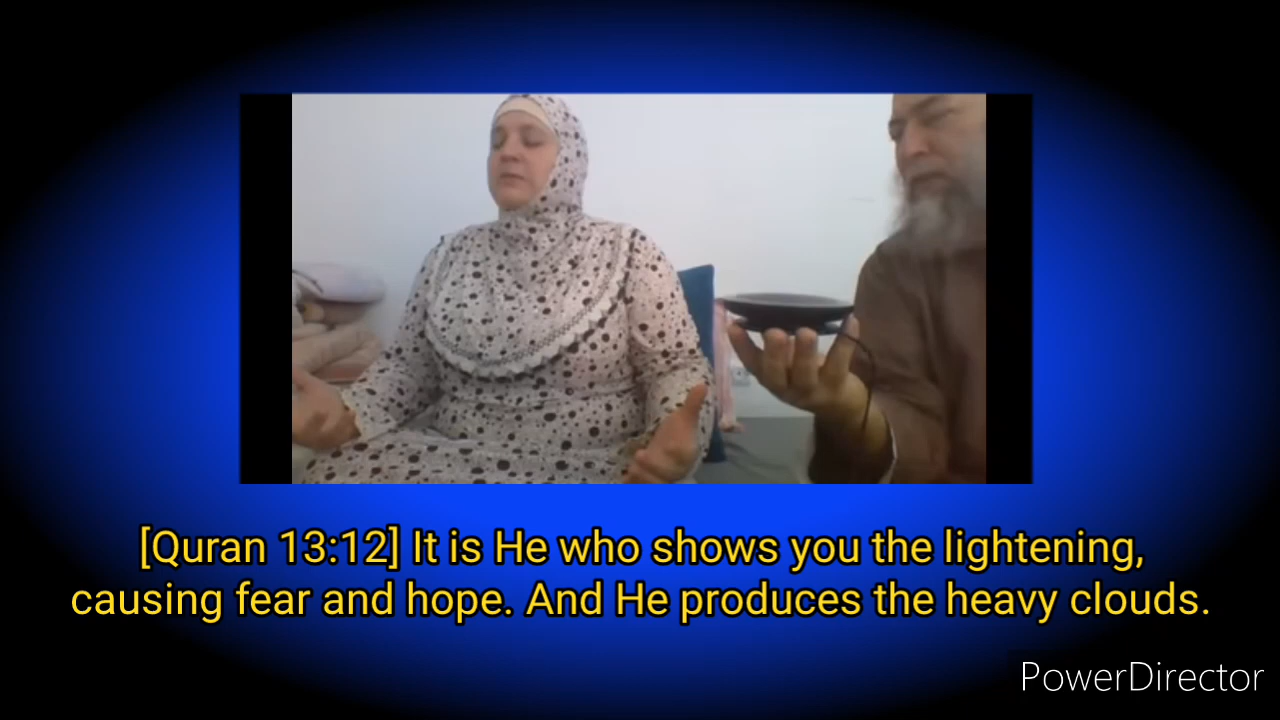 [Quran 13:12] It is He who shows you the lightening,
causing fear and hope. And He produces the heavy clouds.
PowerDirector